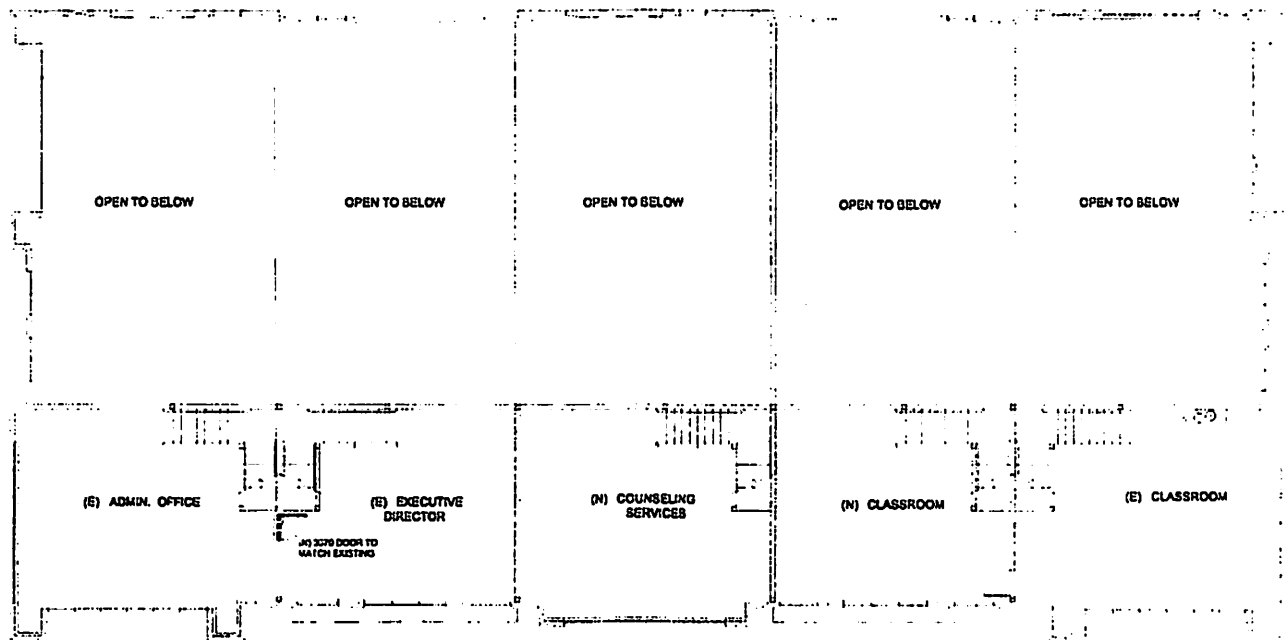 OPEN TO BELOW
OPEN TO BELOW
OPEN TO BELOW
OPEN TO BELOW
OPEN TO BELOW
(E) ADMIN. OFFICE
(E) EXECUTIVE
DIRECTOR
(N) COUNSELING
SERVICES
(N) CLASSROOM
(E) CLASSROOM
(N) 3070 DOOR TO
MATCH EXISTING